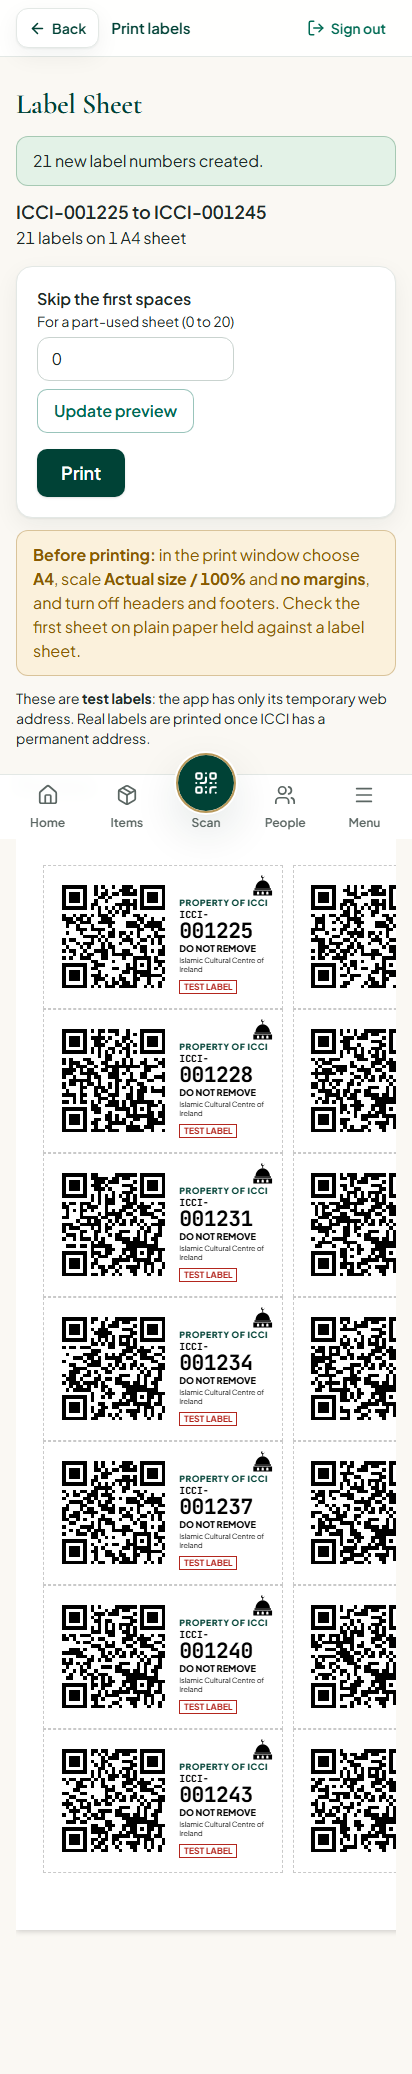 Back
Print labels
Sign out
Label Sheet
21 new label numbers created.
ICCI-001225 to ICCI-001245
21 labels on 1 A4 sheet
Skip the first spaces
For a part-used sheet (0 to 20)
0
Update preview
Print
Before printing: in the print window choose
A4, scale Actual size / 100% and no margins,
and turn off headers and footers. Check the
first sheet on plain paper held against a label
sheet.
These are test labels: the app has only its temporary web
address. Real labels are printed once ICCI has a
permanent address.
Home
Items
Scan
People
Menu
PROPERTY OF ICCI
ICCI-
001225
DO NOT REMOVE
Islamic Cultural Centre of
Ireland
TEST LABEL
PROPERTY OF ICCI
ICCI-
001228
DO NOT REMOVE
Islamic Cultural Centre of
Ireland
TEST LABEL
PROPERTY OF ICCI
ICCI-
001231
DO NOT REMOVE
Islamic Cultural Centre of
Ireland
TEST LABEL
PROPERTY OF ICCI
ICCI-
001234
DO NOT REMOVE
Islamic Cultural Centre of
Ireland
TEST LABEL
PROPERTY OF ICCI
ICCI-
001237
DO NOT REMOVE
Islamic Cultural Centre of
Ireland
TEST LABEL
PROPERTY OF ICCI
ICCI-
001240
DO NOT REMOVE
Islamic Cultural Centre of
Ireland
TEST LABEL
PROPERTY OF ICCI
ICCI-
001243
DO NOT REMOVE
Islamic Cultural Centre of
Ireland
TEST LABEL